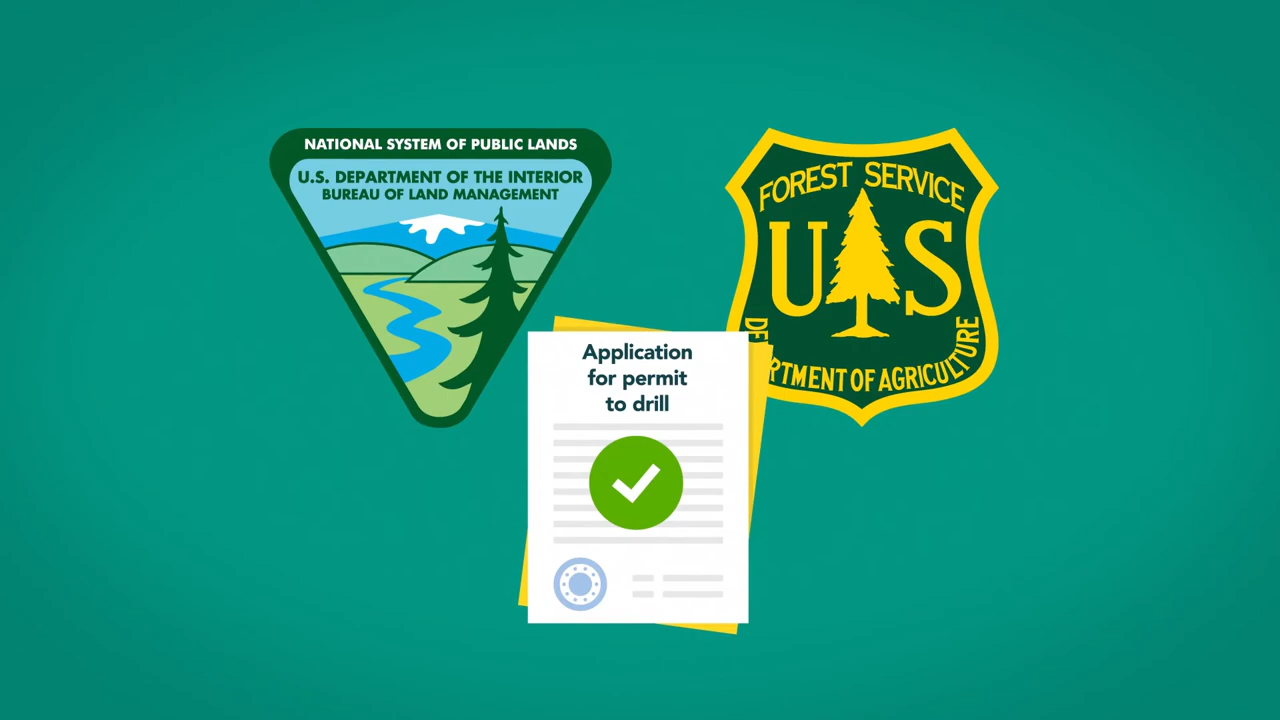 NATIONAL SYSTEM OF PUBLIC LANDS
U.S. DEPARTMENT OF THE INTERIOR
BUREAU OF LAND MANAGEMENT
FOREST SERVICE
U S
DEPARTMENT OF AGRICULTURE
Application
for permit
to drill